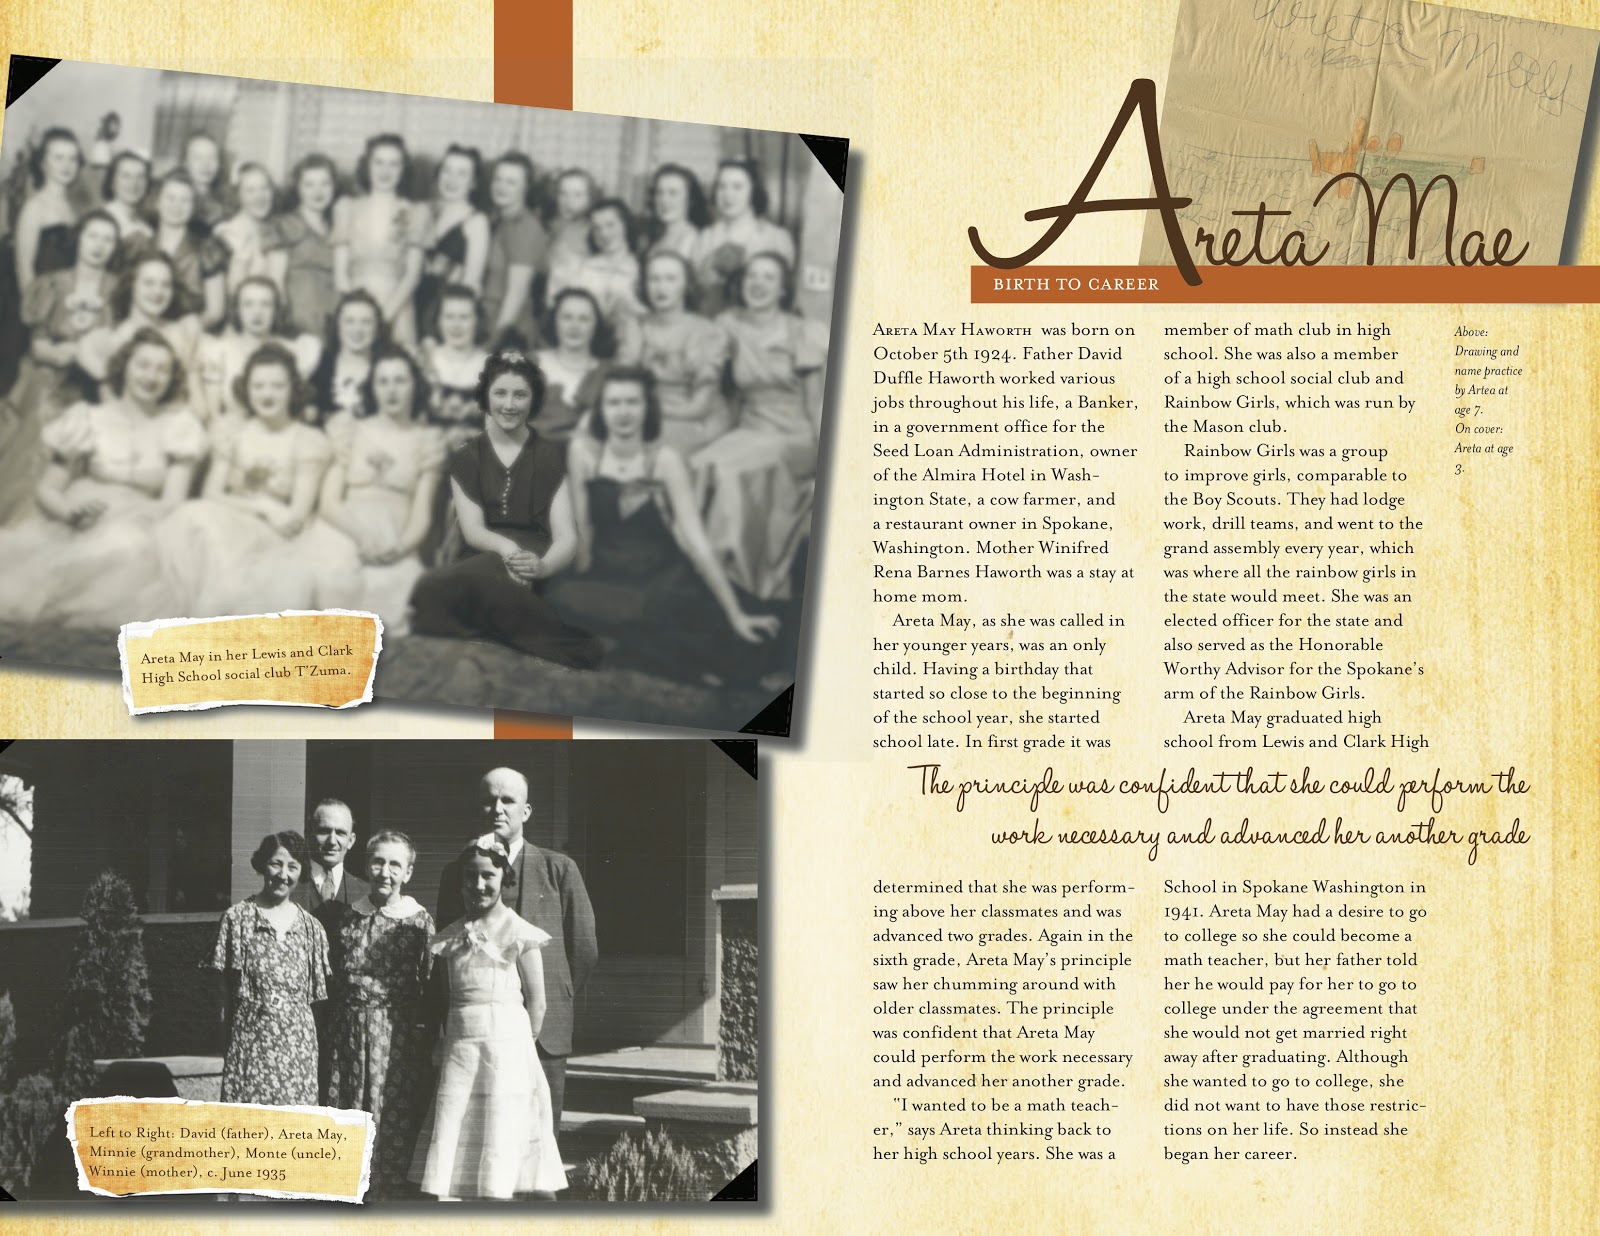 Areta Mae
BIRTH TO CAREER
Areta May Haworth was born on
October 5th 1924. Father David
Duffle Haworth worked various
jobs throughout his life, a Banker,
in a government office for the
Seed Loan Administration, owner
of the Almira Hotel in Wash-
ington State, a cow farmer, and
a restaurant owner in Spokane,
Washington. Mother Winifred
Rena Barnes Haworth was a stay at
home mom.
Areta May, as she was called in
her younger years, was an only
child. Having a birthday that
started so close to the beginning
of the school year, she started
school late. In first grade it was
determined that she was perform-
ing above her classmates and was
advanced two grades. Again in the
sixth grade, Areta May's principle
saw her chumming around with
older classmates. The principle
was confident that Areta May
could perform the work necessary
and advanced her another grade.
"I wanted to be a math teach-
er," says Areta thinking back to
her high school years. She was a
member of math club in high
school. She was also a member
of a high school social club and
Rainbow Girls, which was run by
the Mason club.
Rainbow Girls was a group
to improve girls, comparable to
the Boy Scouts. They had lodge
work, drill teams, and went to the
grand assembly every year, which
was where all the rainbow girls in
the state would meet. She was an
elected officer for the state and
also served as the Honorable
Worthy Advisor for the Spokane's
arm of the Rainbow Girls.
Areta May graduated high
school from Lewis and Clark High
School in Spokane Washington in
1941. Areta May had a desire to go
to college so she could become a
math teacher, but her father told
her he would pay for her to go to
college under the agreement that
she would not get married right
away after graduating. Although
she wanted to go to college, she
did not want to have those restric-
tions on her life. So instead she
began her career.
The principle was confident that she could perform the
work necessary and advanced her another grade
Above:
Drawing and
name practice
by Artea at
age 7.
On cover:
Areta at age
3.
Areta May in her Lewis and Clark
High School social club T'Zuma.
Left to Right: David (father), Areta May,
Minnie (grandmother), Monte (uncle),
Winnie (mother), c. June 1935